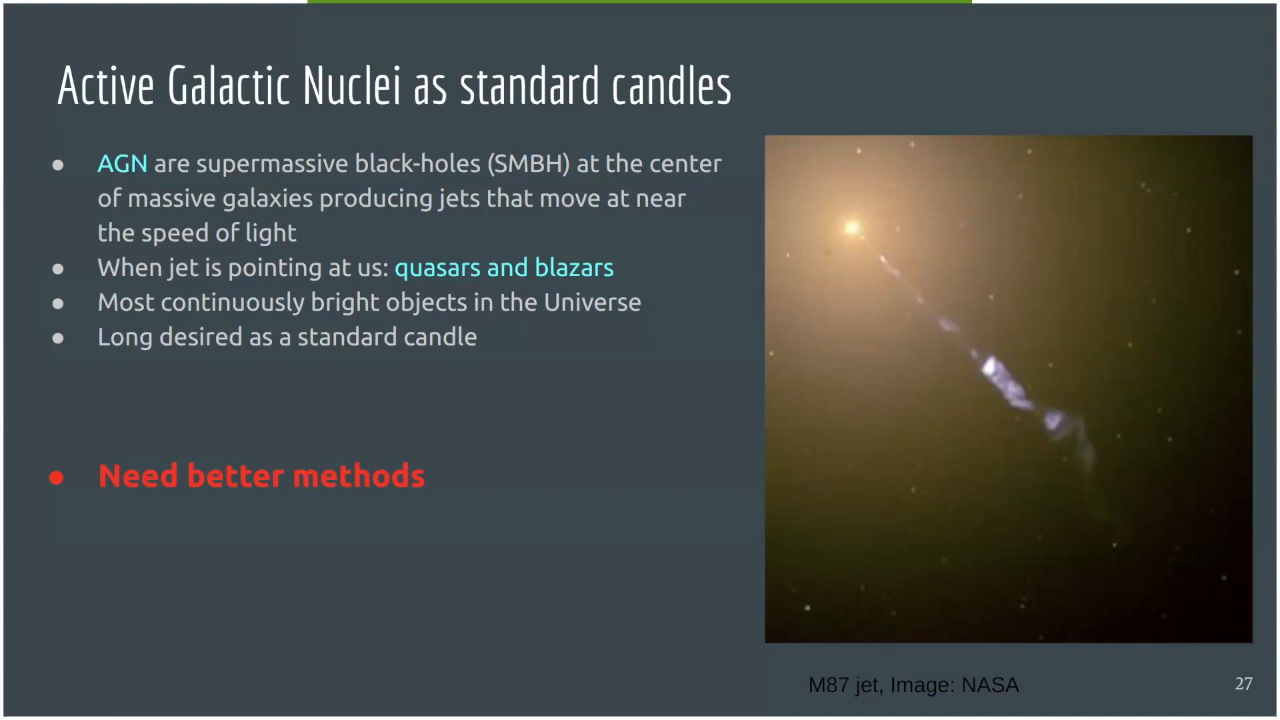 Active Galactic Nuclei as standard candles
● AGN are supermassive black-holes (SMBH) at the center
of massive galaxies producing jets that move at near
the speed of light
● When jet is pointing at us: quasars and blazars
● Most continuously bright objects in the Universe
● Long desired as a standard candle
● Need better methods
M87 jet, Image: NASA
27